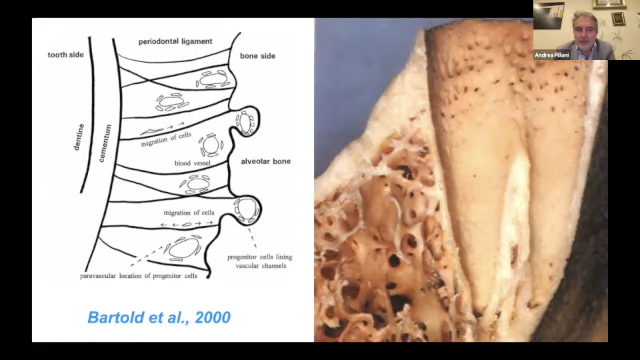 periodontal ligament
tooth side
bone side
dentine
cementum
migration of cells
blood vessel
alveolar bone
migration of cells
progenitor cells lining
vascular channels
paravascular location of progenitor cells
Bartold et al., 2000
Andrea Pilloni